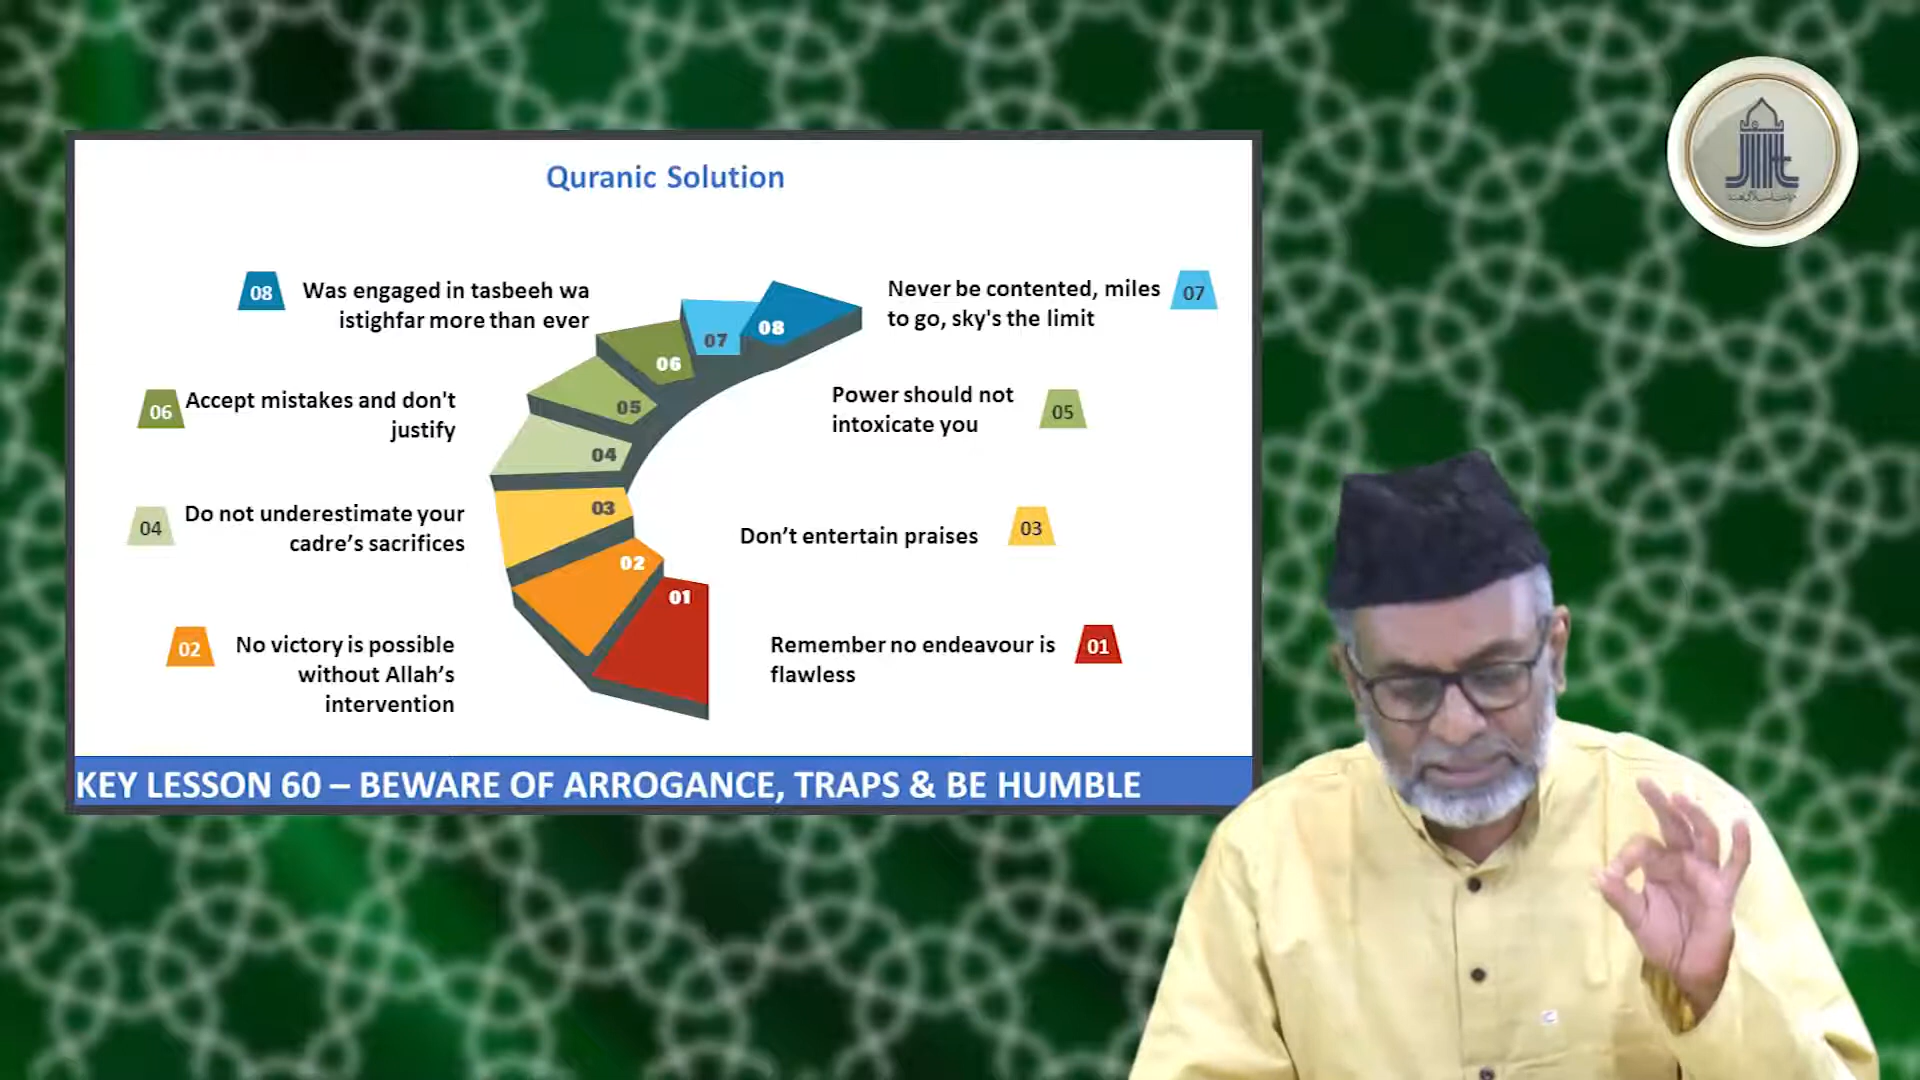 Quranic Solution
08
Was engaged in tasbeeh wa
istighfar more than ever
Never be contented, miles
to go, sky's the limit
07
06
Accept mistakes and don't
justify
Power should not
intoxicate you
05
04
Do not underestimate your
cadre’s sacrifices
Don’t entertain praises
03
02
No victory is possible
without Allah’s
intervention
Remember no endeavour is
flawless
01
08
07
06
05
04
03
02
01
KEY LESSON 60 – BEWARE OF ARROGANCE, TRAPS & BE HUMBLE